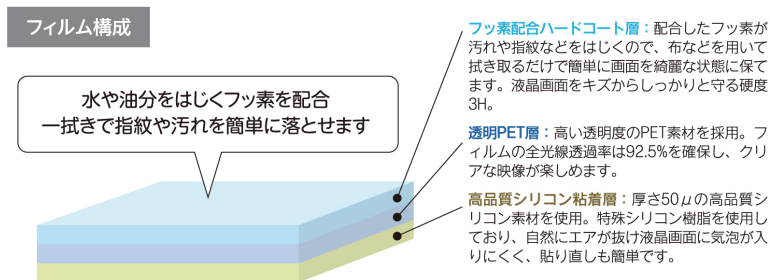 フィルム構成
水や油分をはじくフッ素を配合
一拭きで指紋や汚れを簡単に落とせます
フッ素配合ハードコート層：配合したフッ素が
汚れや指紋などをはじくので、布などを用いて
拭き取るだけで簡単に画面を綺麗な状態に保て
ます。液晶画面をキズからしっかりと守る硬度
3H。
透明PET層：高い透明度のPET素材を採用。フ
ィルムの全光線透過率は92.5%を確保し、クリ
アな映像が楽しめます。
高品質シリコン粘着層：厚さ50μの高品質シ
リコン素材を使用。特殊シリコン樹脂を使用し
ており、自然にエアが抜け液晶画面に気泡が入
りにくく、貼り直しも簡単です。